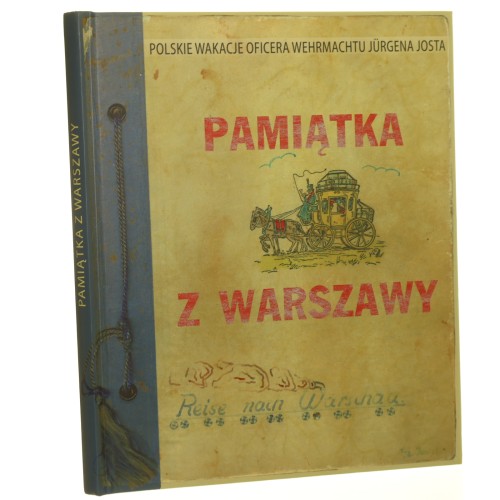 POLSKIE WAKACJE OFICERA WEHRMACHTU JÜRGENA JOSTA
PAMIĄTKA
Z WARSZAWY
Reise nach Warschau
PAMIĄTKA Z WARSZAWY